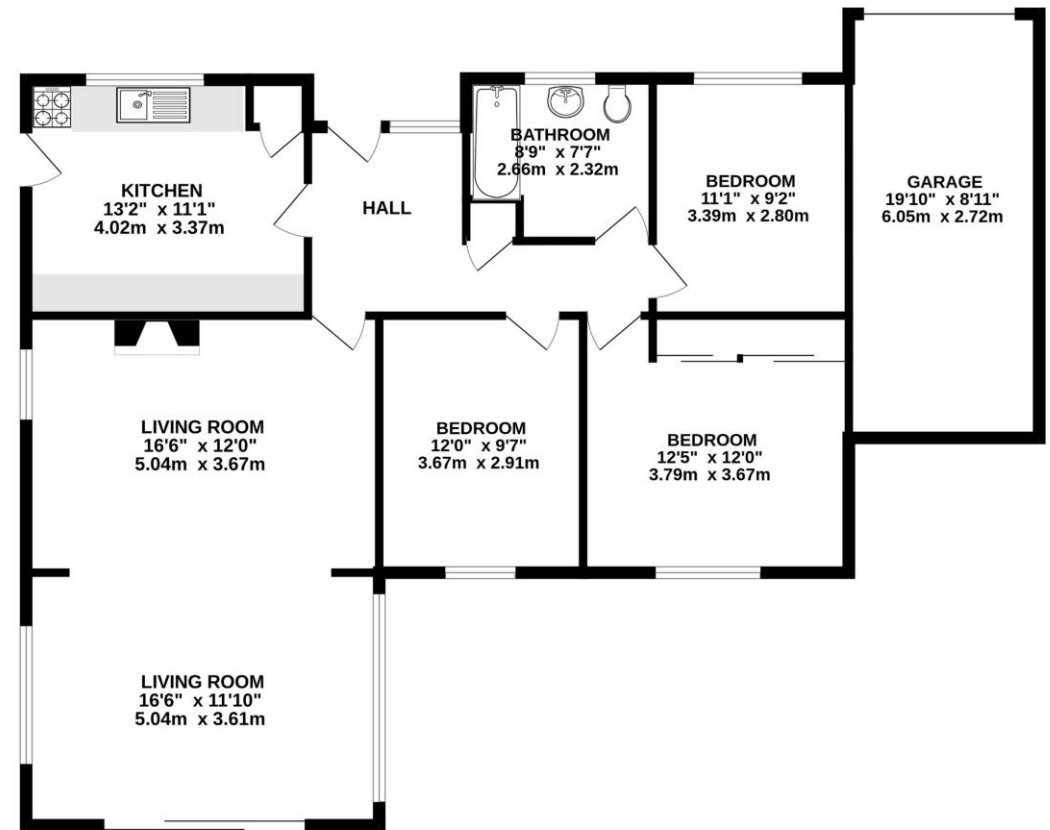 KITCHEN
13'2" x 11'1"
4.02m x 3.37m
HALL
BATHROOM
8'9" x 7'7"
2.66m x 2.32m
BEDROOM
11'1" x 9'2"
3.39m x 2.80m
GARAGE
19'10" x 8'11"
6.05m x 2.72m
LIVING ROOM
16'6" x 12'0"
5.04m x 3.67m
BEDROOM
12'0" x 9'7"
3.67m x 2.91m
BEDROOM
12'5" x 12'0"
3.79m x 3.67m
LIVING ROOM
16'6" x 11'10"
5.04m x 3.61m